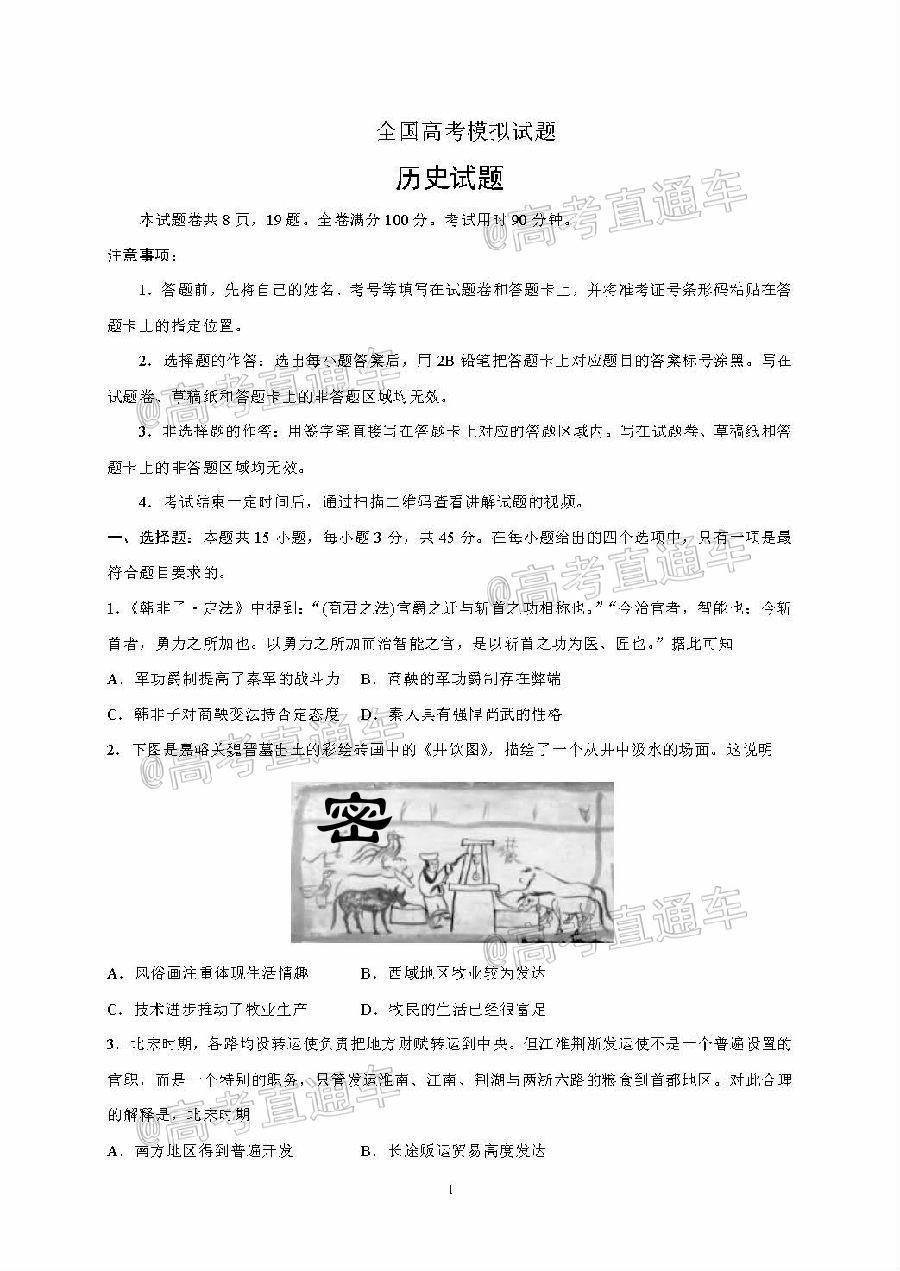 全国高考模拟试题
历史试题
本试题卷共8页，19题。全卷满分100分。考试用时90分钟。
注意事项：
1．答题前，先将自己的姓名、考号等填写在试题卷和答题卡上，并将准考证号条形码粘贴在答
题卡上的指定位置。
2．选择题的作答：选出每小题答案后，用2B铅笔把答题卡上对应题目的答案标号涂黑。写在
试题卷、草稿纸和答题卡上的非答题区域均无效。
3．非选择题的作答：用签字笔直接写在答题卡上对应的答题区域内。写在试题卷、草稿纸和答
题卡上的非答题区域均无效。
4．考试结束一定时间后，通过扫描二维码查看讲解试题的视频。
一、选择题：本题共15小题，每小题3分，共45分。在每小题给出的四个选项中，只有一项是最
符合题目要求的。
1．《韩非子·定法》中提到：“(商君之法)官爵之迁与斩首之功相称也。”“今治官者，智能也；今斩
首者，勇力之所加也。以勇力之所加而治智能之官，是以斩首之功为医、匠也。”据此可知
A．军功爵制提高了秦军的战斗力 B．商鞅的军功爵制存在弊端
C．韩非子对商鞅变法持否定态度 D．秦人具有强悍尚武的性格
2．下图是嘉峪关魏晋墓出土的彩绘砖画中的《井饮图》，描绘了一个从井中汲水的场面。这说明
密
A．风俗画注重体现生活情趣 B．西域地区牧业较为发达
C．技术进步推动了牧业生产 D．牧民的生活已经很富足
3．北宋时期，各路均设转运使负责把地方财赋转运到中央。但江淮荆浙发运使不是一个普遍设置的
官职，而是一个特别的职务，只管发运淮南、江南、荆湖与两浙六路的粮食到首都地区。对此合理
的解释是，北宋时期
A．南方地区得到普遍开发 B．长途贩运贸易高度发达
1
@高考直通车
@高考直通车
@高考直通车
@高考直通车
@高考直通车
@高考直通车